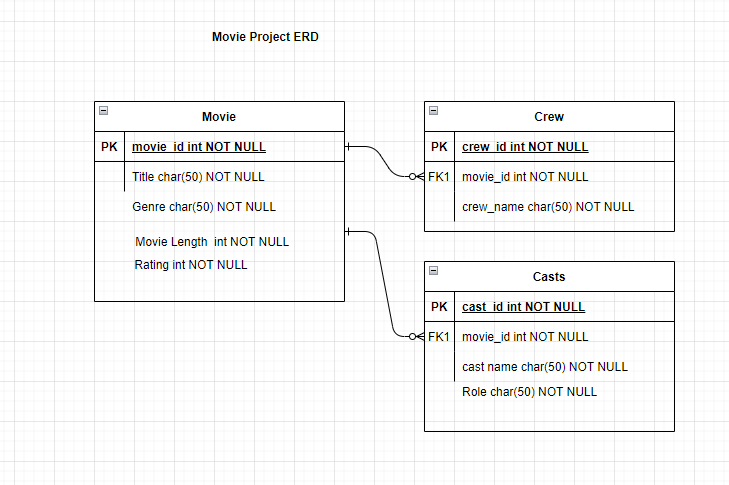 Movie Project ERD
Movie
PK movie_id int NOT NULL
Title char(50) NOT NULL
Genre char(50) NOT NULL
Movie Length  int NOT NULL
Rating int NOT NULL
Crew
PK crew_id int NOT NULL
FK1 movie_id int NOT NULL
crew_name char(50) NOT NULL
Casts
PK cast_id int NOT NULL
FK1 movie_id int NOT NULL
cast name char(50) NOT NULL
Role char(50) NOT NULL